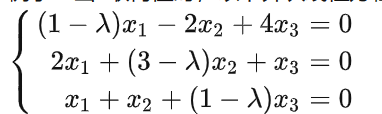 (1 − λ)x₁ − 2x₂ + 4x₃ = 0
2x₁ + (3 − λ)x₂ + x₃ = 0
x₁ + x₂ + (1 − λ)x₃ = 0